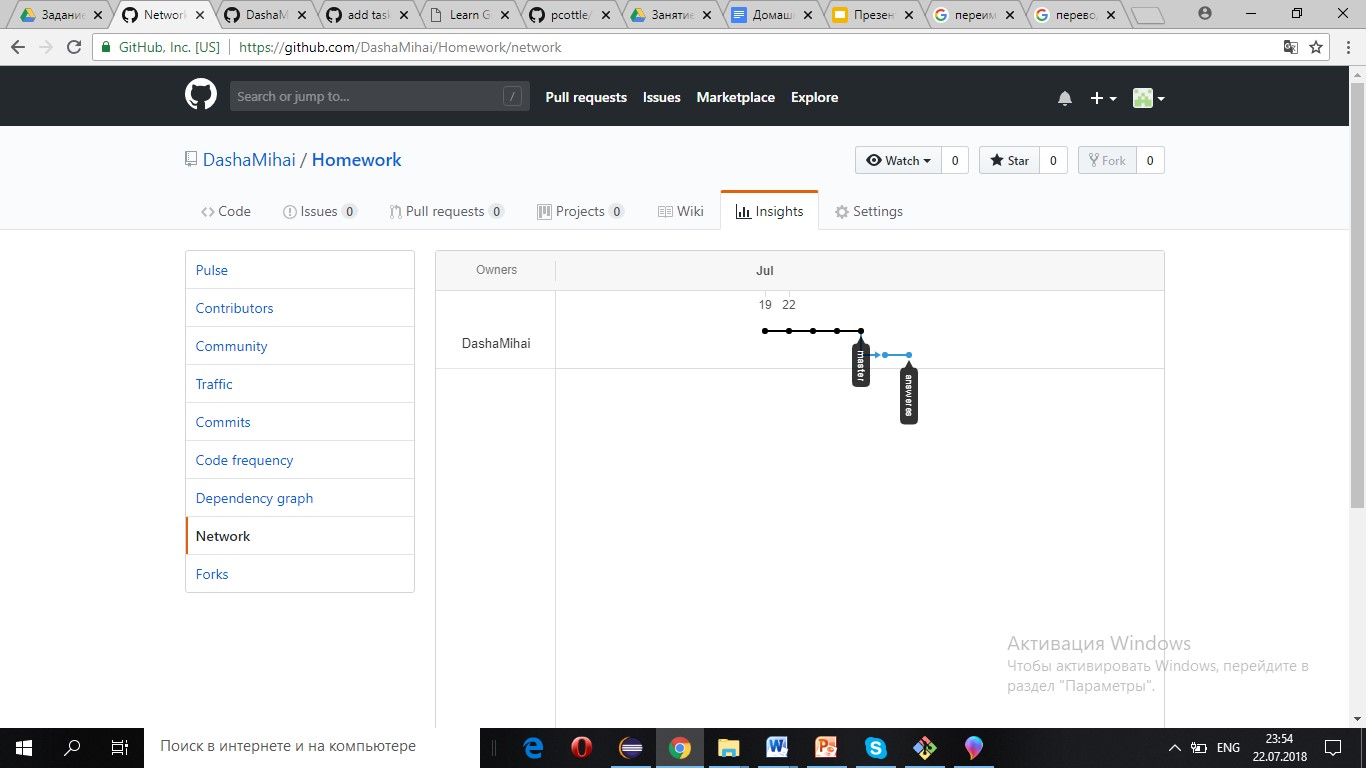 Задание
Network
DashaM
add task
Learn G
pcottle/
Занятие
Домаш
Презен
переим
перево
GitHub, Inc. [US]
https://github.com/DashaMihai/Homework/network
Search or jump to...
/
Pull requests
Issues
Marketplace
Explore
DashaMihai / Homework
Watch 0
Star 0
Fork 0
Code
Issues 0
Pull requests 0
Projects 0
Wiki
Insights
Settings
Pulse
Contributors
Community
Traffic
Commits
Code frequency
Dependency graph
Network
Forks
Owners
Jul
19 22
DashaMihai
master
answeres
Активация Windows
Чтобы активировать Windows, перейдите в
раздел "Параметры".
Поиск в интернете и на компьютере
ENG
23:54
22.07.2018